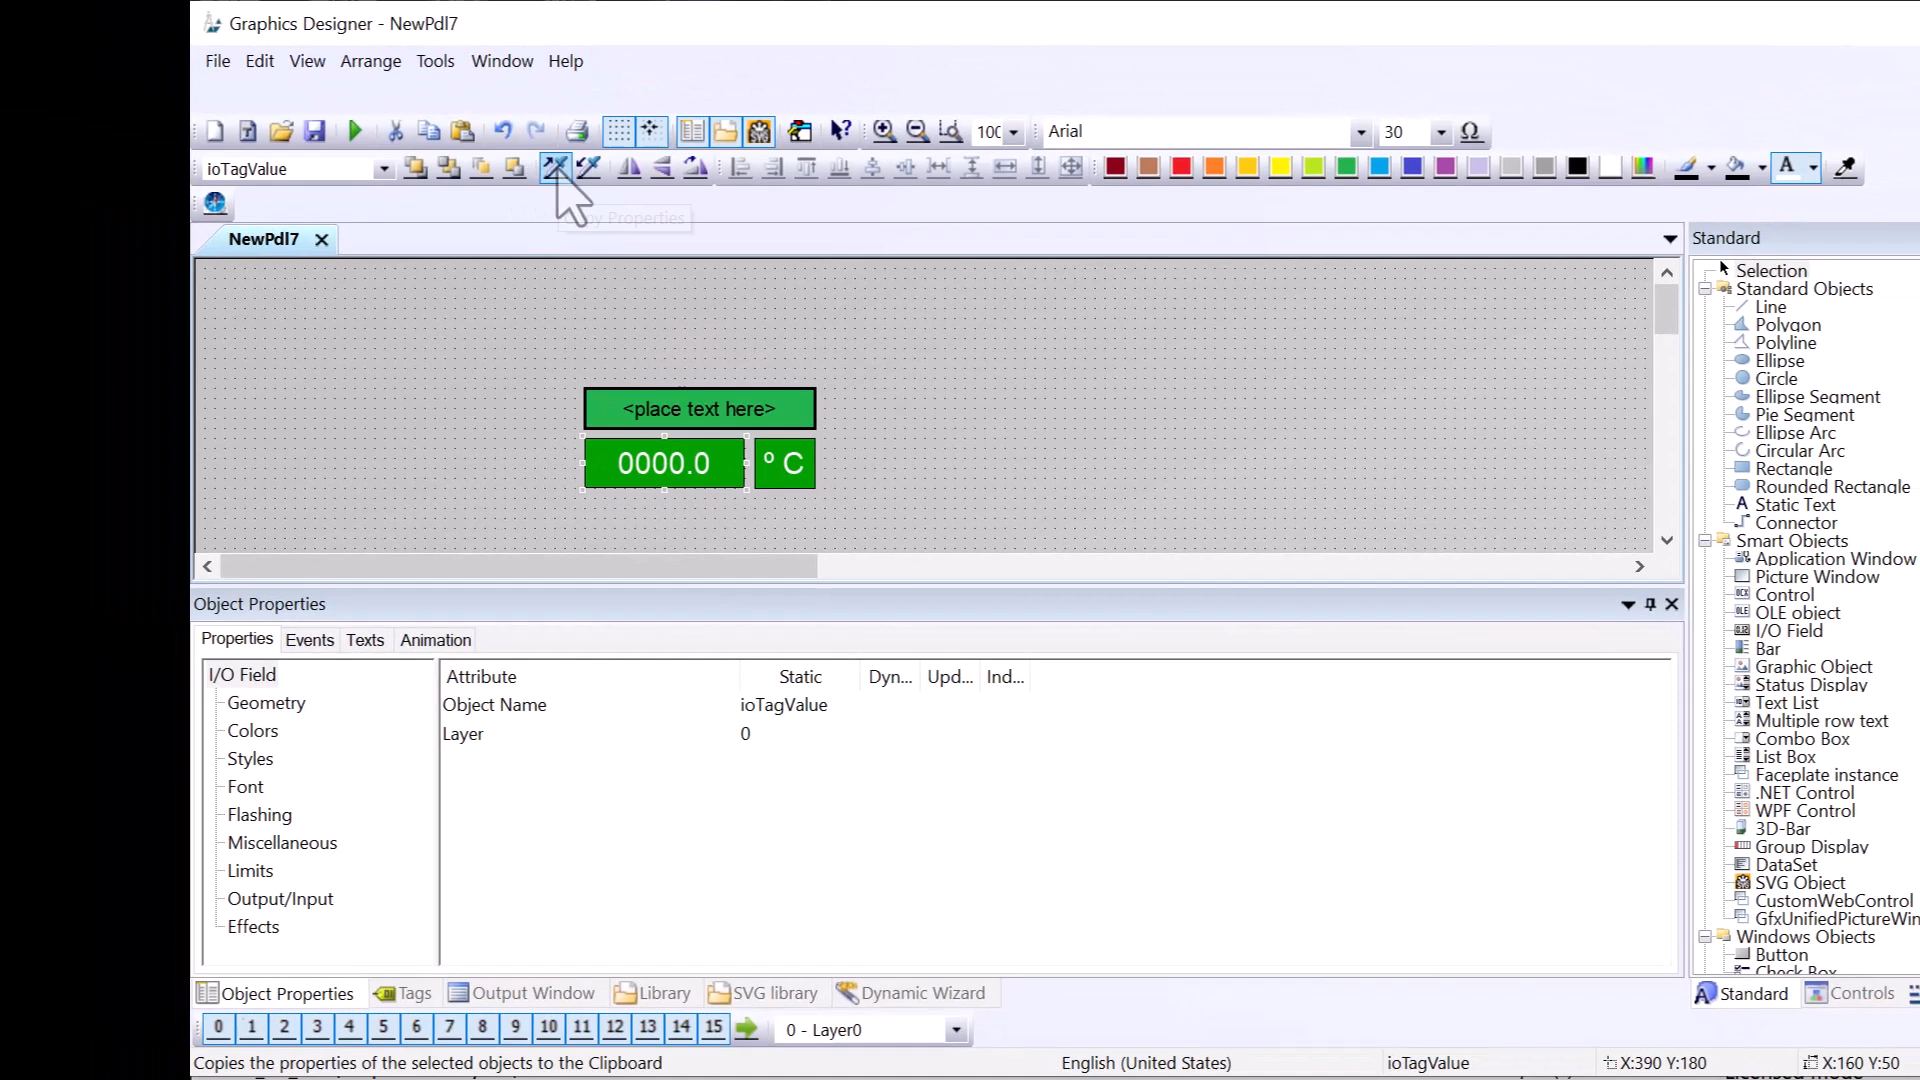 Graphics Designer - NewPdl7
File Edit View Arrange Tools Window Help
100 Arial 30 Ω
ioTagValue A
Copy Properties
NewPdl7
<place text here>
0000.0 º C
Standard
Selection
Standard Objects
Line
Polygon
Polyline
Ellipse
Circle
Ellipse Segment
Pie Segment
Ellipse Arc
Circular Arc
Rectangle
Rounded Rectangle
Static Text
Connector
Smart Objects
Application Window
Picture Window
Control
OLE object
I/O Field
Bar
Graphic Object
Status Display
Text List
Multiple row text
Combo Box
List Box
Faceplate instance
.NET Control
WPF Control
3D-Bar
Group Display
DataSet
SVG Object
CustomWebControl
GfxUnifiedPictureWin
Windows Objects
Button
Check Box
Standard Controls
Object Properties
Properties Events Texts Animation
I/O Field
Geometry
Colors
Styles
Font
Flashing
Miscellaneous
Limits
Output/Input
Effects
Attribute Static Dyn... Upd... Ind...
Object Name ioTagValue
Layer 0
Object Properties Tags Output Window Library SVG library Dynamic Wizard
0 1 2 3 4 5 6 7 8 9 10 11 12 13 14 15 0 - Layer0
Copies the properties of the selected objects to the Clipboard English (United States) ioTagValue X:390 Y:180 X:160 Y:50